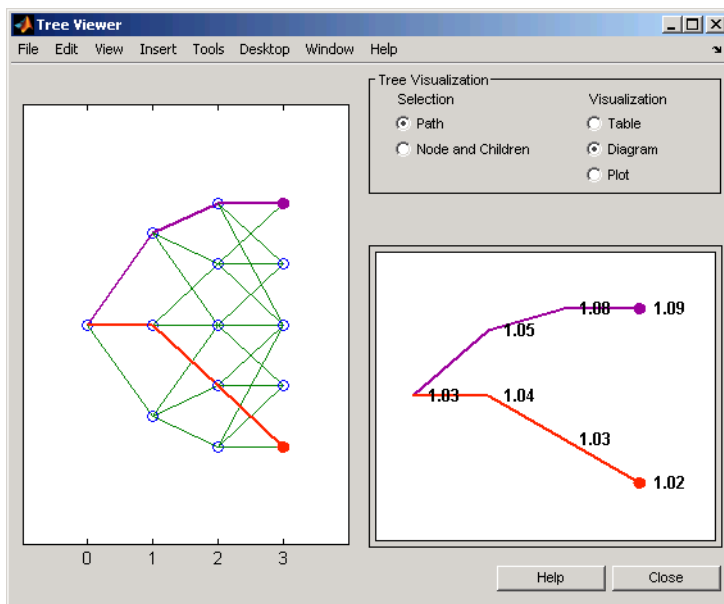 Tree Viewer
File Edit View Insert Tools Desktop Window Help
Tree Visualization
Selection Visualization
Path Table
Node and Children Diagram
Plot
1.08 1.09
1.05
1.03 1.04
1.03
1.02
0 1 2 3
Help Close